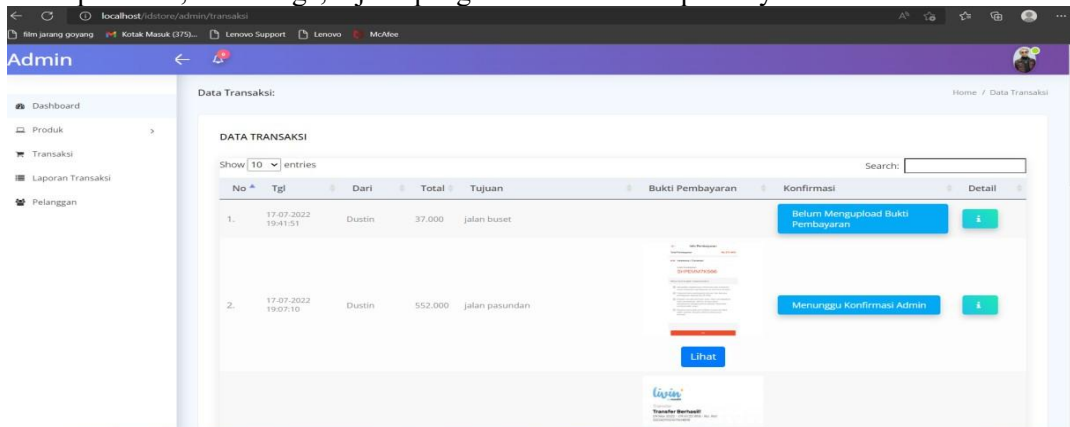 localhost/idstore/admin/transaksi
film jarang goyang Kotak Masuk (375)... Lenovo Support Lenovo McAfee
Admin
Data Transaksi:
Home / Data Transaksi
Dashboard
Produk
Transaksi
Laporan Transaksi
Pelanggan
DATA TRANSAKSI
Show 10 entries
Search:
No Tgl Dari Total Tujuan Bukti Pembayaran Konfirmasi Detail
1. 17-07-2022 19:41:51 Dustin 37.000 jalan buset Belum Mengupload Bukti Pembayaran i
2. 17-07-2022 19:07:10 Dustin 552.000 jalan pasundan Menunggu Konfirmasi Admin i
Lihat
livin'
Transfer Berhasil!